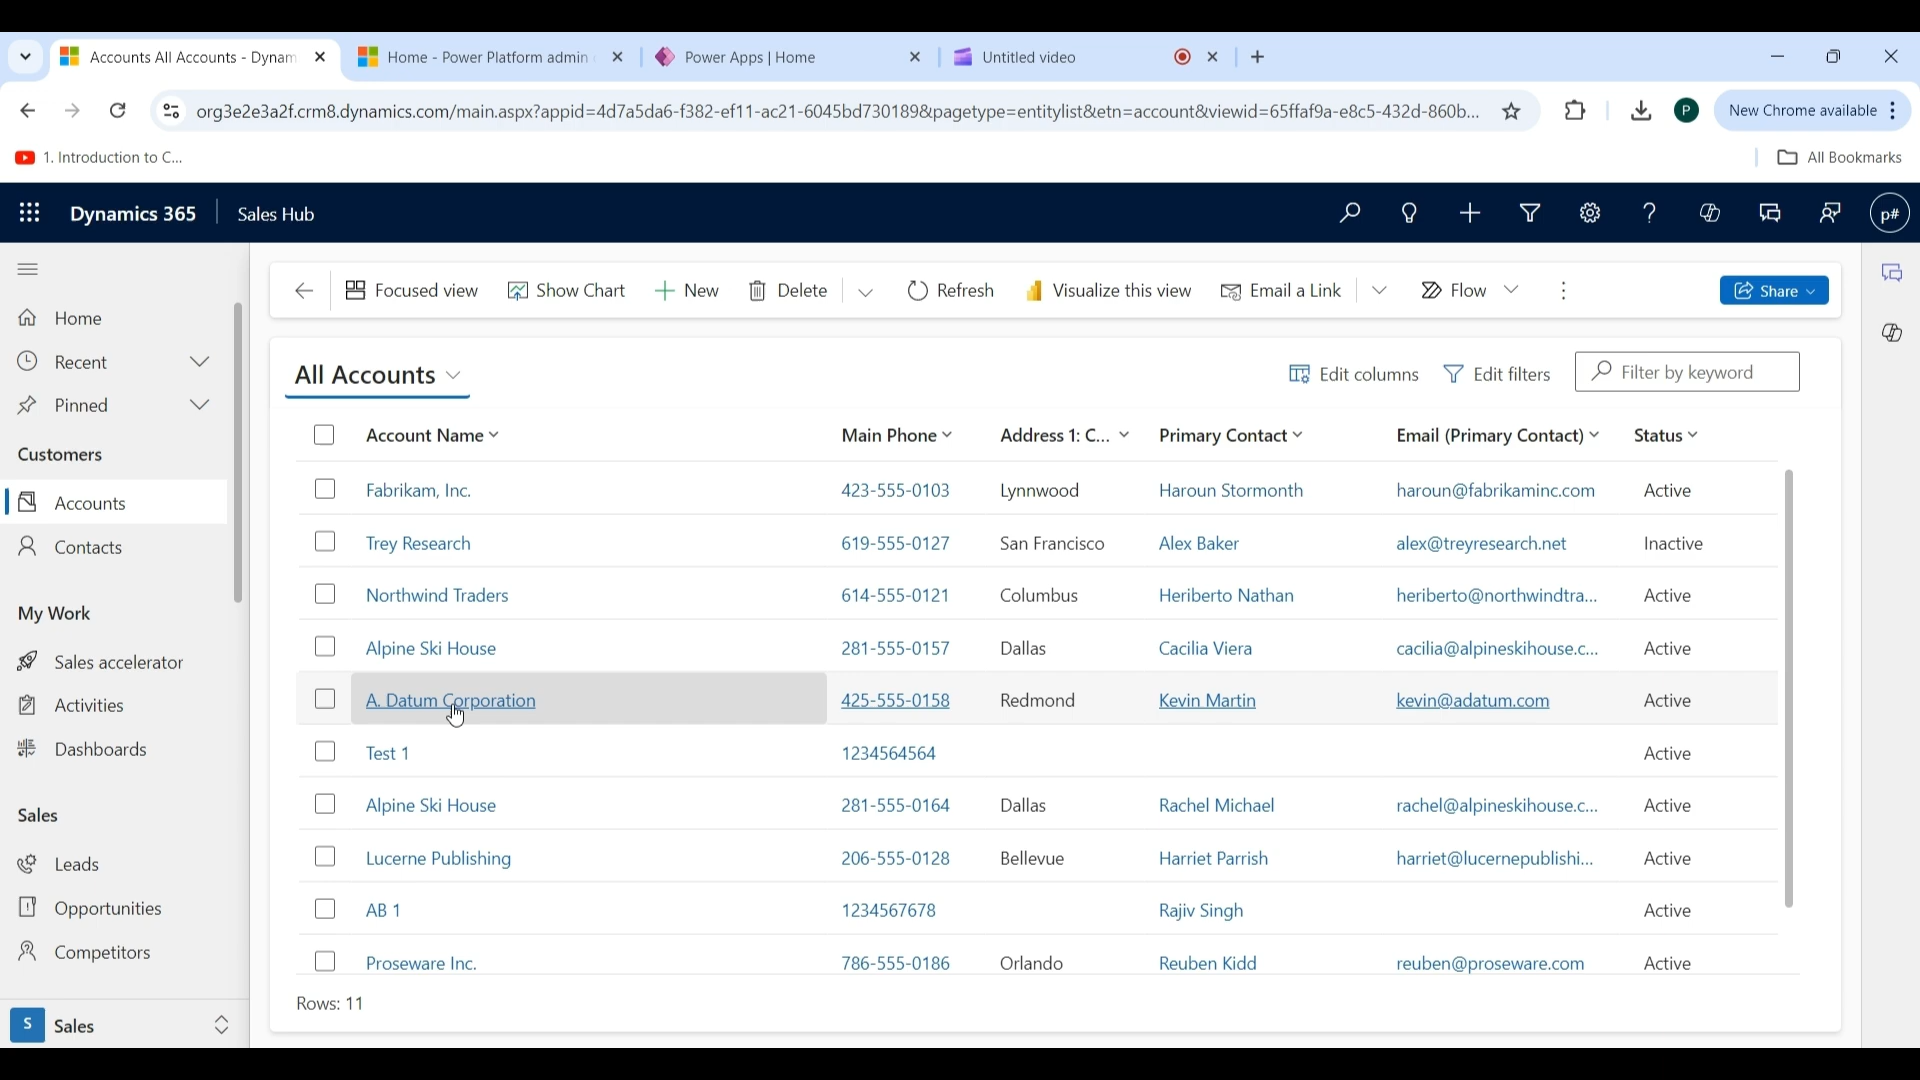 Accounts All Accounts - Dynam
Home - Power Platform admin
Power Apps | Home
Untitled video
org3e2e3a2f.crm8.dynamics.com/main.aspx?appid=4d7a5da6-f382-ef11-ac21-6045bd730189&pagetype=entitylist&etn=account&viewid=65ffaf9a-e8c5-432d-860b...
P
New Chrome available
1. Introduction to C...
All Bookmarks
Dynamics 365
Sales Hub
p#
Home
Recent
Pinned
Customers
Accounts
Contacts
My Work
Sales accelerator
Activities
Dashboards
Sales
Leads
Opportunities
Competitors
S Sales
Focused view
Show Chart
New
Delete
Refresh
Visualize this view
Email a Link
Flow
Share
All Accounts
Edit columns
Edit filters
Filter by keyword
Account Name Main Phone Address 1: C... Primary Contact Email (Primary Contact) Status
Fabrikam, Inc. 423-555-0103 Lynnwood Haroun Stormonth haroun@fabrikaminc.com Active
Trey Research 619-555-0127 San Francisco Alex Baker alex@treyresearch.net Inactive
Northwind Traders 614-555-0121 Columbus Heriberto Nathan heriberto@northwindtra... Active
Alpine Ski House 281-555-0157 Dallas Cacilia Viera cacilia@alpineskihouse.c... Active
A. Datum Corporation 425-555-0158 Redmond Kevin Martin kevin@adatum.com Active
Test 1 1234564564 Active
Alpine Ski House 281-555-0164 Dallas Rachel Michael rachel@alpineskihouse.c... Active
Lucerne Publishing 206-555-0128 Bellevue Harriet Parrish harriet@lucernepublishi... Active
AB 1 1234567678 Rajiv Singh Active
Proseware Inc. 786-555-0186 Orlando Reuben Kidd reuben@proseware.com Active
Rows: 11